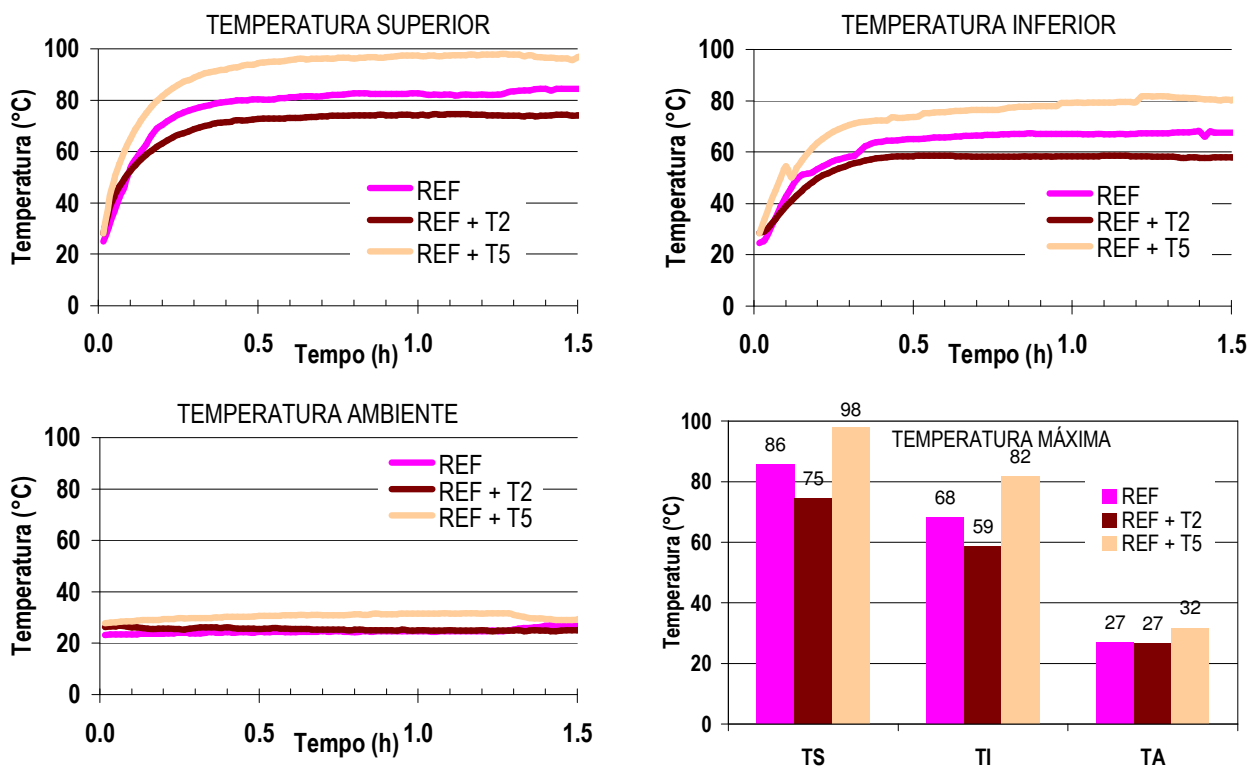 TEMPERATURA SUPERIOR
100
80
60
40
20
0
Temperatura (°C)
REF
REF + T2
REF + T5
0.0
0.5
1.0
1.5
Tempo (h)
TEMPERATURA INFERIOR
100
80
60
40
20
0
Temperatura (°C)
REF
REF + T2
REF + T5
0.0
0.5
1.0
1.5
Tempo (h)
TEMPERATURA AMBIENTE
100
80
60
40
20
0
Temperatura (°C)
REF
REF + T2
REF + T5
0.0
0.5
1.0
1.5
Tempo (h)
TEMPERATURA MÁXIMA
100
80
60
40
20
0
Temperatura (°C)
86
75
98
68
59
82
27
27
32
REF
REF + T2
REF + T5
TS
TI
TA